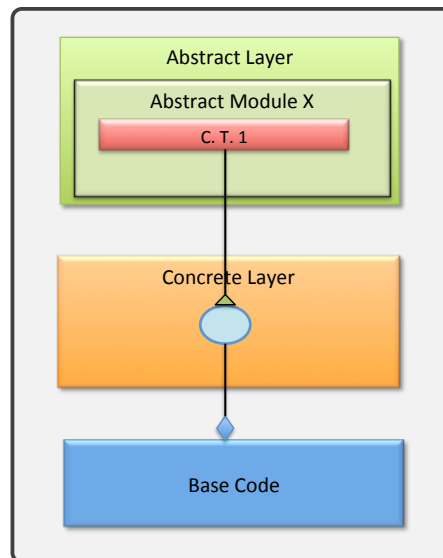 Abstract Layer
Abstract Module X
C. T. 1
Concrete Layer
Base Code